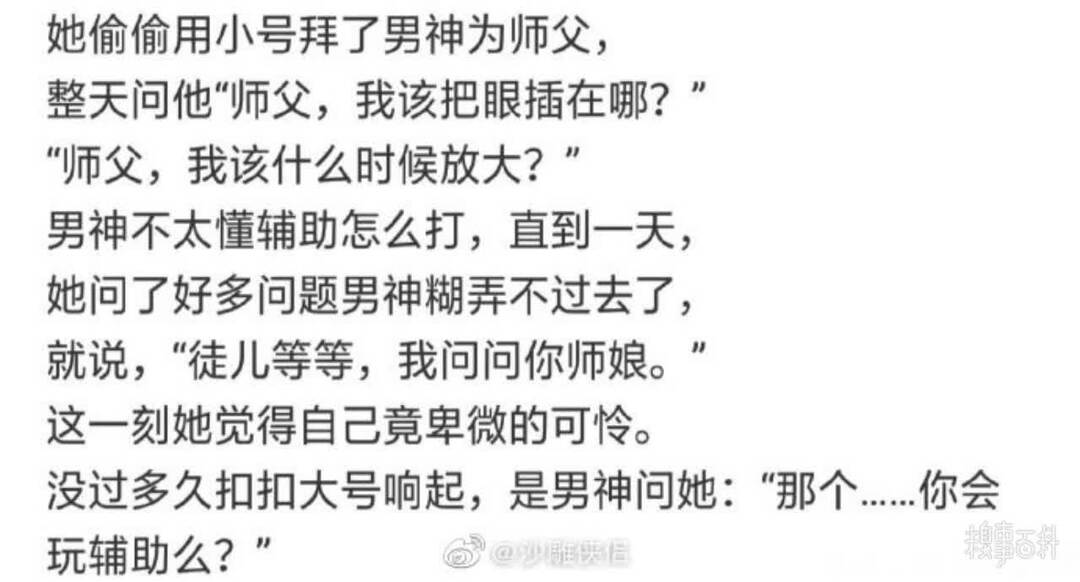 她偷偷用小号拜了男神为师父，
整天问他“师父，我该把眼插在哪？”
“师父，我该什么时候放大？”
男神不太懂辅助怎么打，直到一天，
她问了好多问题男神糊弄不过去了，
就说，“徒儿等等，我问问你师娘。”
这一刻她觉得自己竟卑微的可怜。
没过多久扣扣大号响起，是男神问她：“那个……你会
玩辅助么？”
@沙雕侠侣
糗事百科